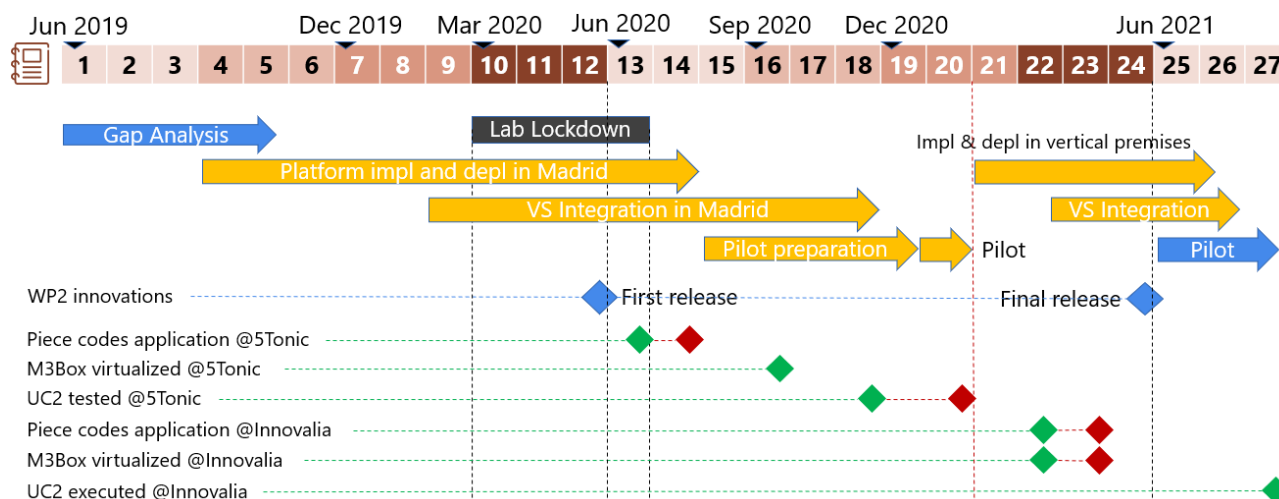 Jun 2019 Dec 2019 Mar 2020 Jun 2020 Sep 2020 Dec 2020 Jun 2021
1 2 3 4 5 6 7 8 9 10 11 12 13 14 15 16 17 18 19 20 21 22 23 24 25 26 27
Gap Analysis
Lab Lockdown
Impl & depl in vertical premises
Platform impl and depl in Madrid
VS Integration in Madrid
VS Integration
Pilot preparation
Pilot
Pilot
WP2 innovations
First release
Final release
Piece codes application @5Tonic
M3Box virtualized @5Tonic
UC2 tested @5Tonic
Piece codes application @Innovalia
M3Box virtualized @Innovalia
UC2 executed @Innovalia